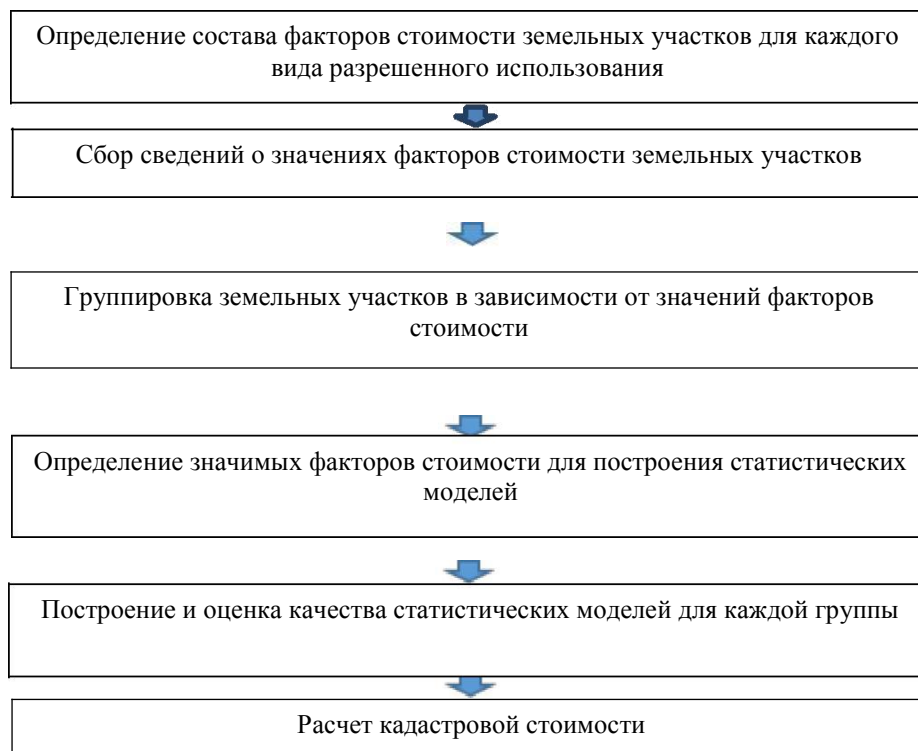 Определение состава факторов стоимости земельных участков для каждого
вида разрешенного использования
Сбор сведений о значениях факторов стоимости земельных участков
Группировка земельных участков в зависимости от значений факторов
стоимости
Определение значимых факторов стоимости для построения статистических
моделей
Построение и оценка качества статистических моделей для каждой группы
Расчет кадастровой стоимости